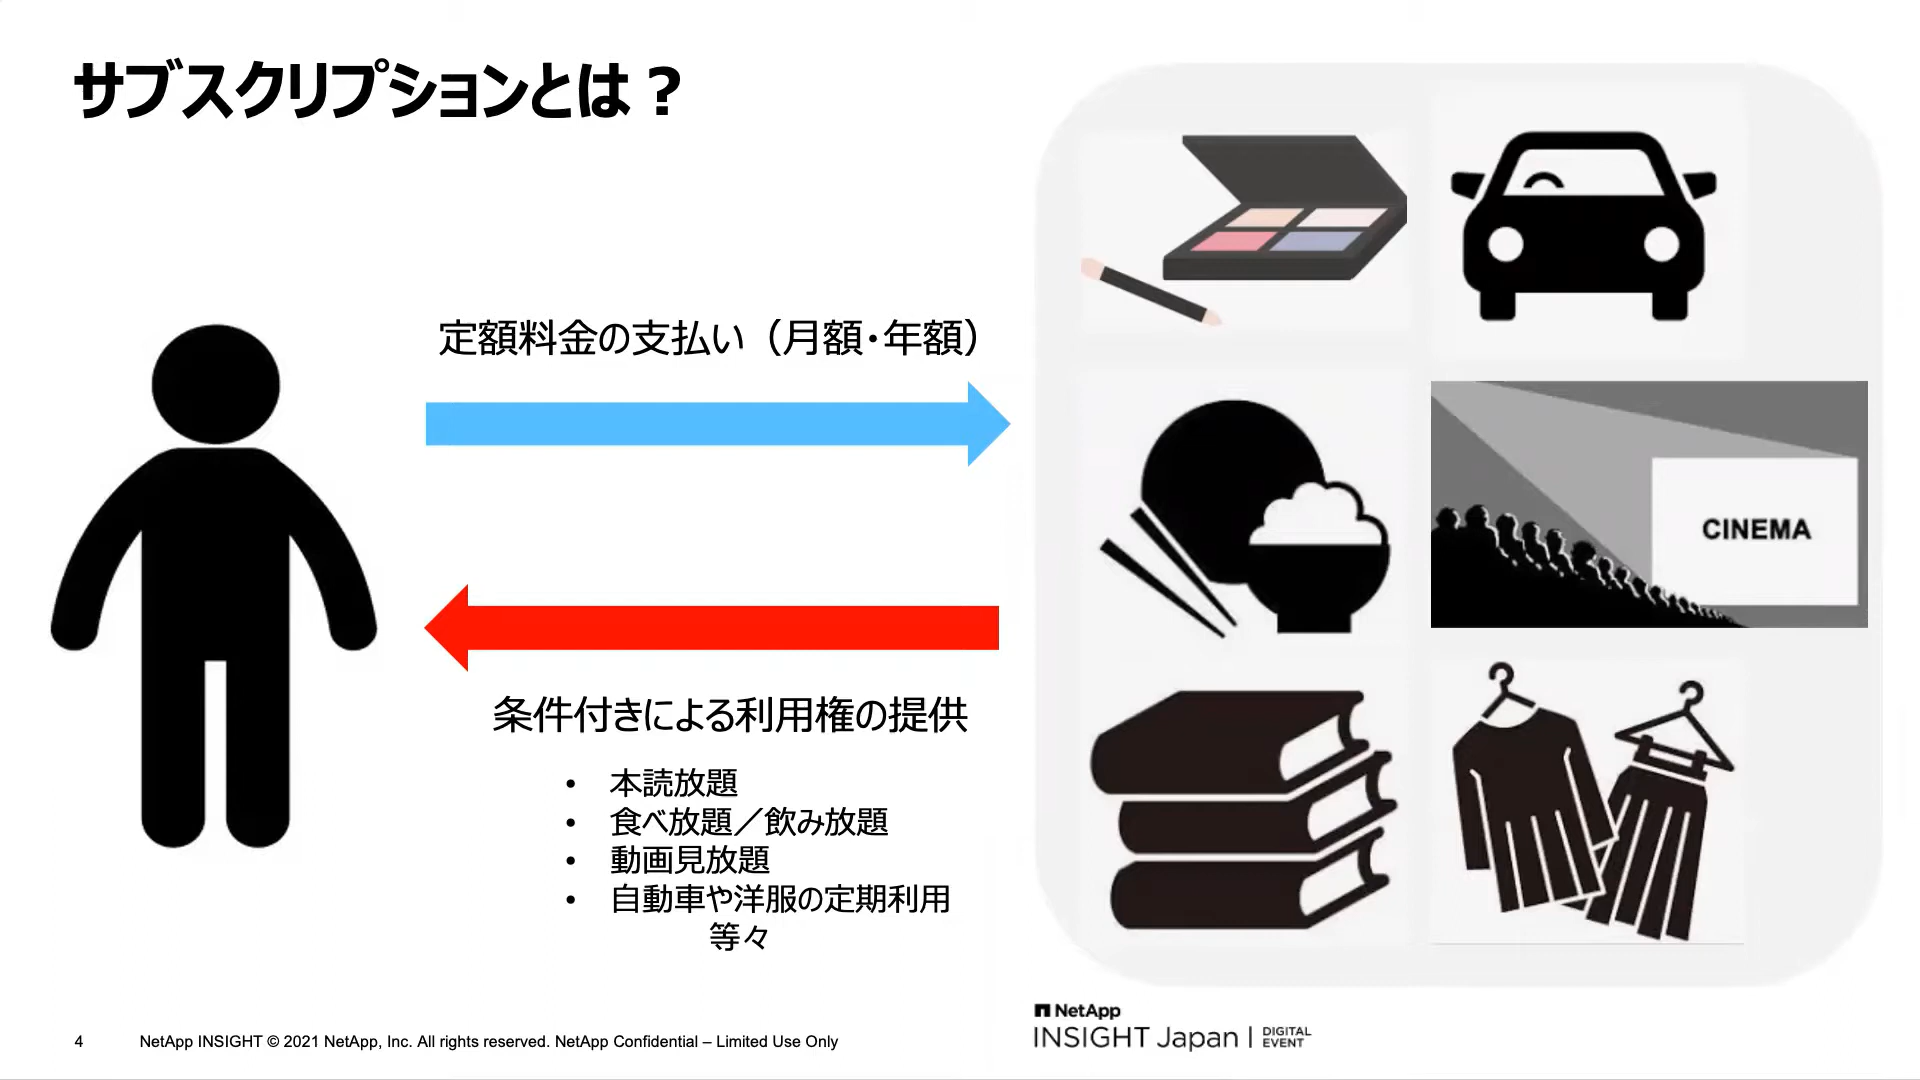 サブスクリプションとは？
定額料金の支払い（月額・年額）
条件付きによる利用権の提供
• 本読放題
• 食べ放題／飲み放題
• 動画見放題
• 自動車や洋服の定期利用
等々
CINEMA
4 NetApp INSIGHT © 2021 NetApp, Inc. All rights reserved. NetApp Confidential – Limited Use Only
NetApp
INSIGHT Japan | DIGITAL EVENT